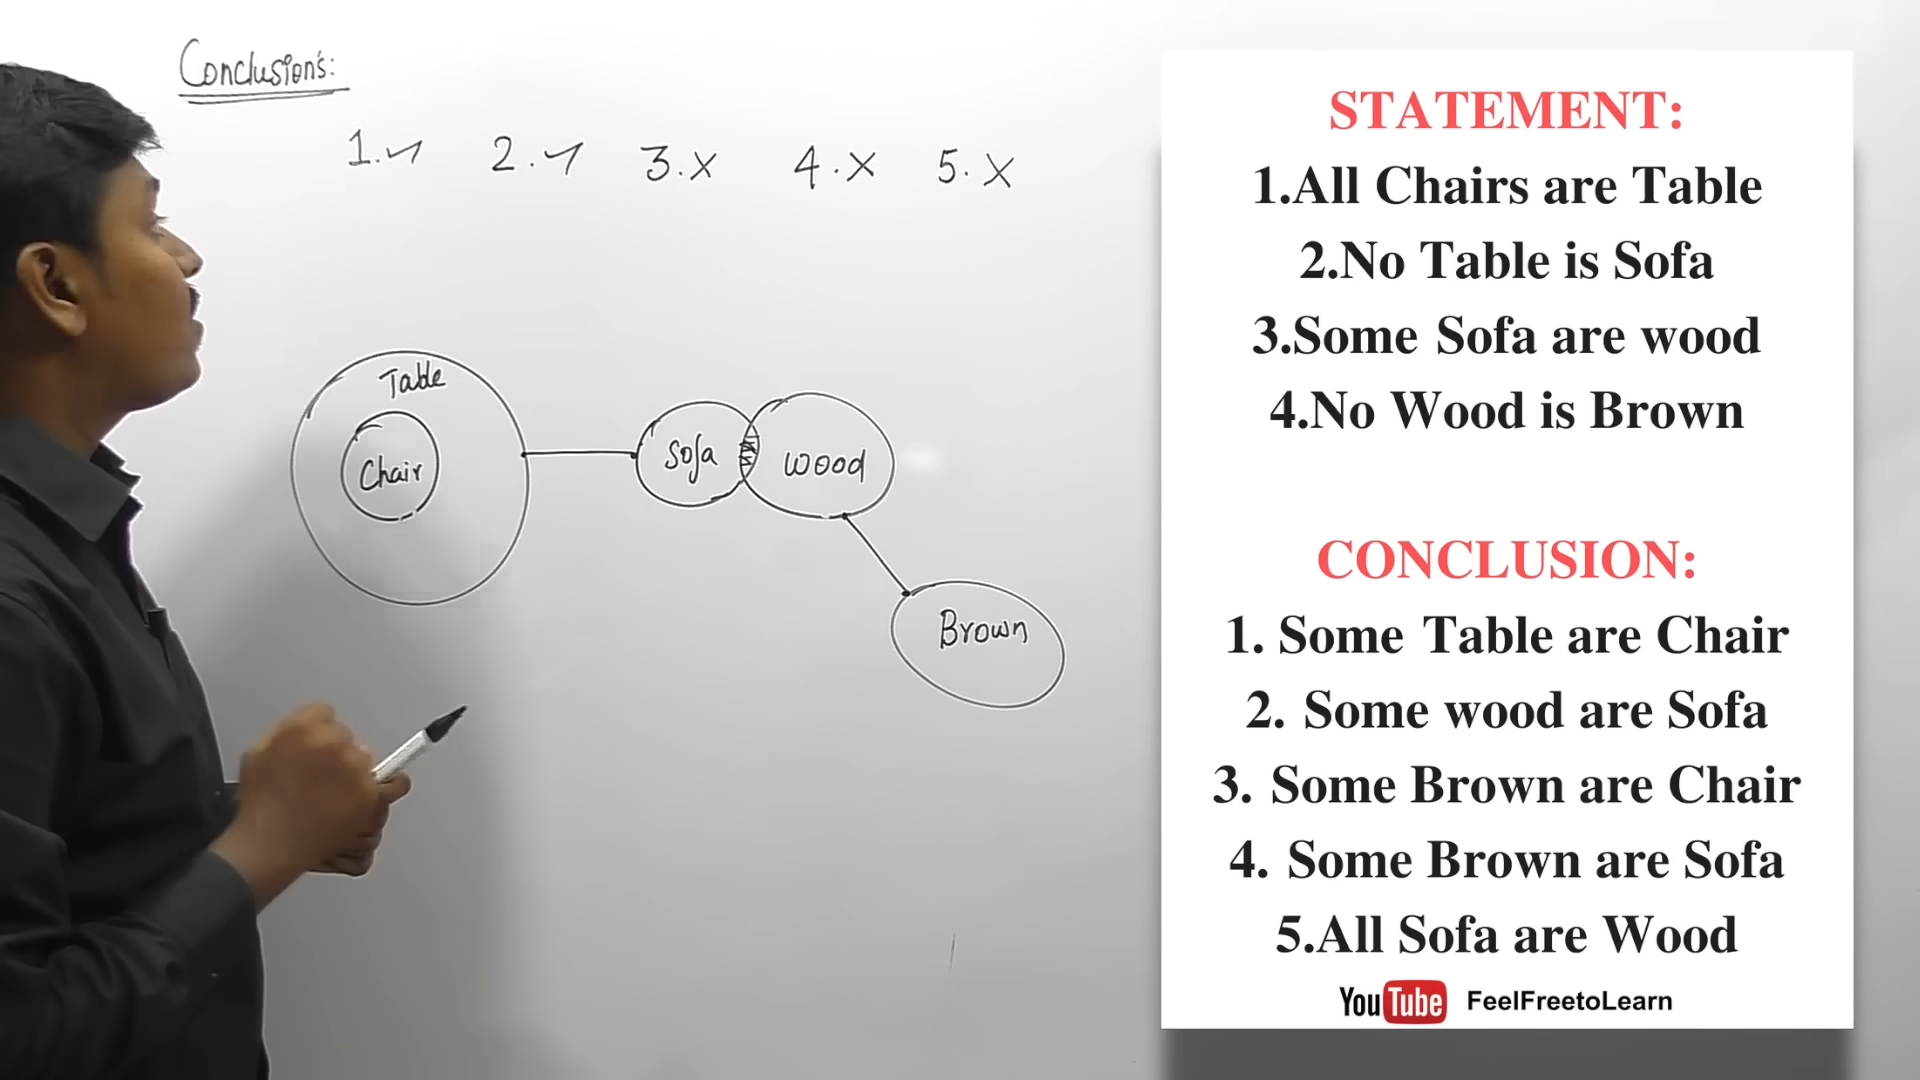 Conclusion's:
1.✓ 2.✓ 3.X 4.X 5.X
Table
Chair
Sofa
wood
Brown
STATEMENT:
1.All Chairs are Table
2.No Table is Sofa
3.Some Sofa are wood
4.No Wood is Brown
CONCLUSION:
1. Some Table are Chair
2. Some wood are Sofa
3. Some Brown are Chair
4. Some Brown are Sofa
5.All Sofa are Wood
YouTube FeelFreetoLearn